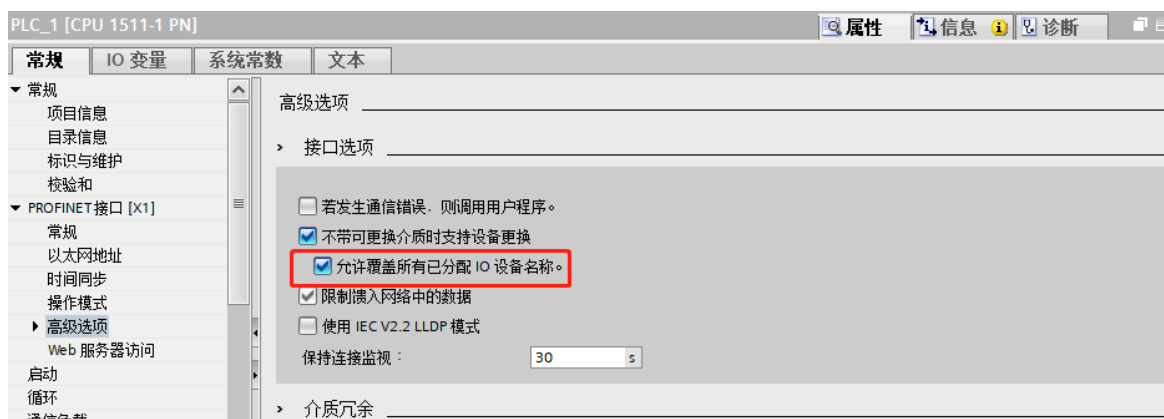 PLC_1 [CPU 1511-1 PN]
属性 信息 诊断
常规 IO 变量 系统常数 文本
常规
项目信息
目录信息
标识与维护
校验和
PROFINET接口 [X1]
常规
以太网地址
时间同步
操作模式
高级选项
Web 服务器访问
启动
循环
通信负载
高级选项
接口选项
若发生通信错误，则调用用户程序。
不带可更换介质时支持设备更换
允许覆盖所有已分配 IO 设备名称。
限制馈入网络中的数据
使用 IEC V2.2 LLDP 模式
保持连接监视： 30 s
介质冗余